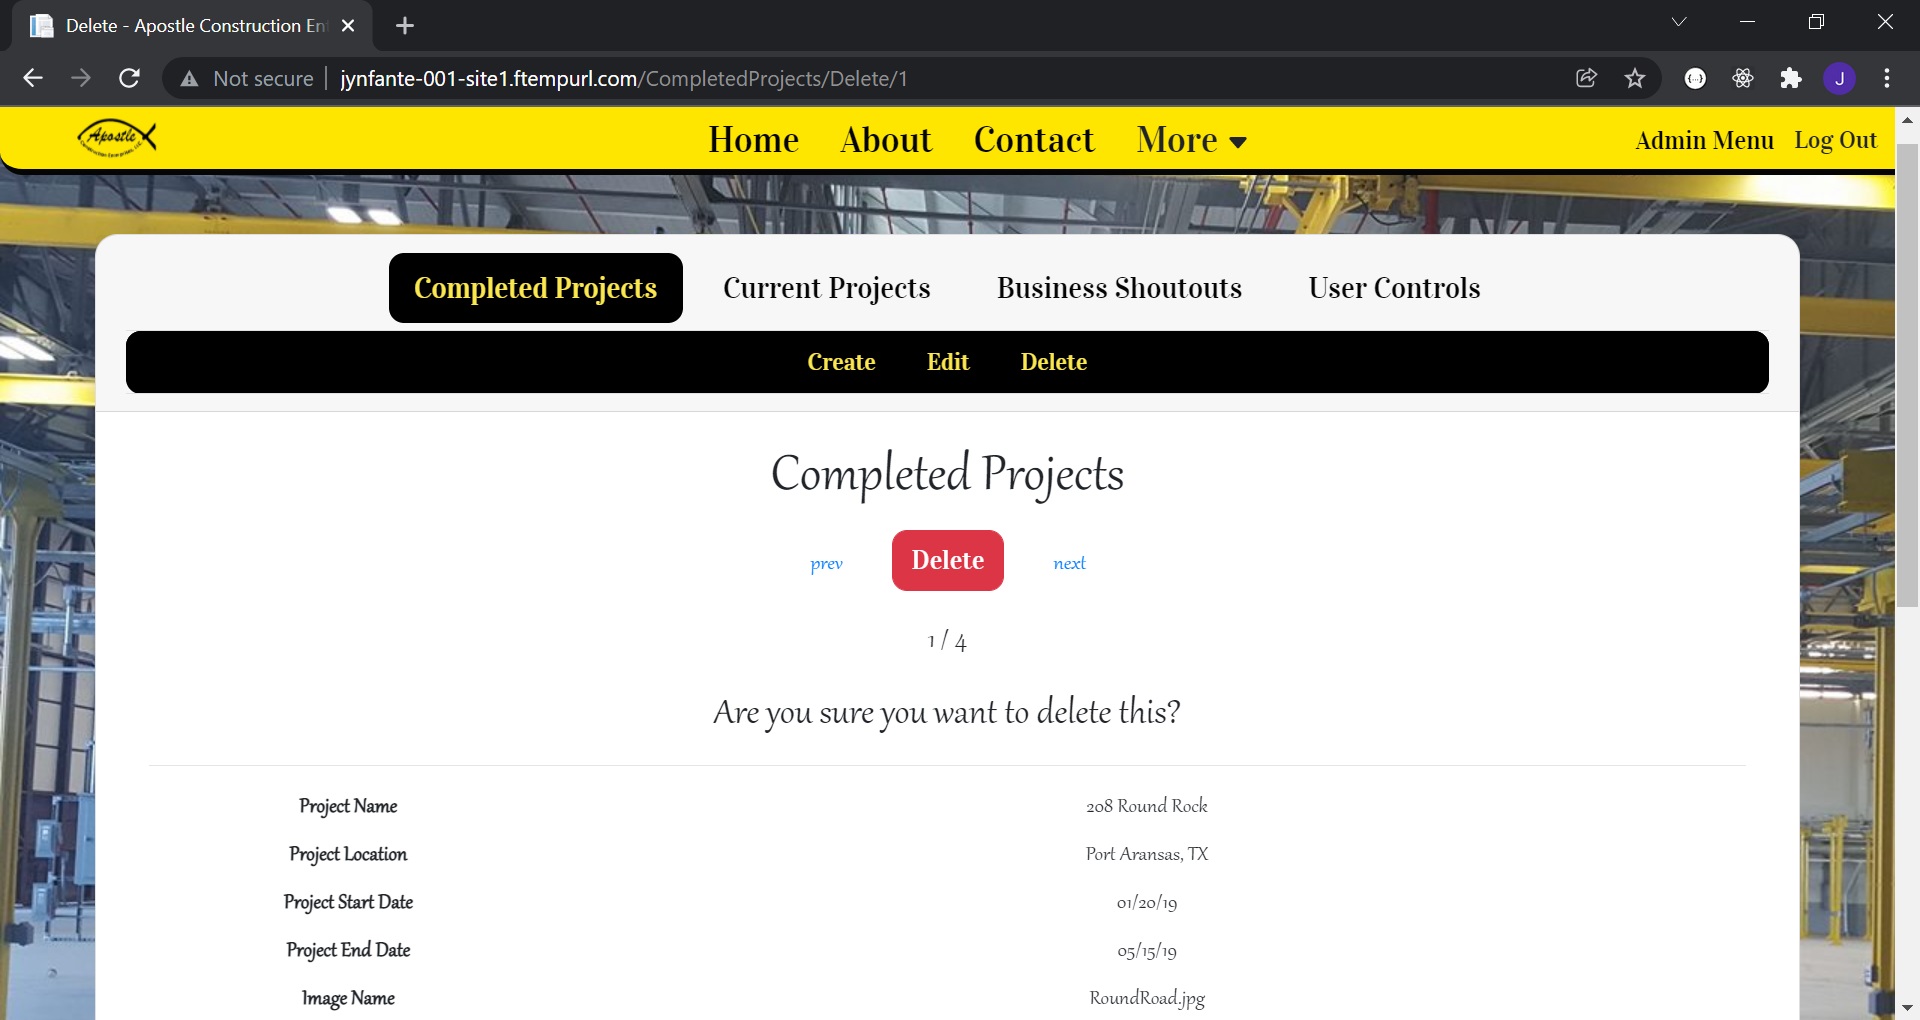 Delete - Apostle Construction En
Not secure jynfante-001-site1.ftempurl.com/CompletedProjects/Delete/1
J
Apostle
Home About Contact More Admin Menu Log Out
Completed Projects Current Projects Business Shoutouts User Controls
Create Edit Delete
Completed Projects
prev Delete next
1 / 4
Are you sure you want to delete this?
Project Name 208 Round Rock
Project Location Port Aransas, TX
Project Start Date 01/20/19
Project End Date 05/15/19
Image Name RoundRoad.jpg